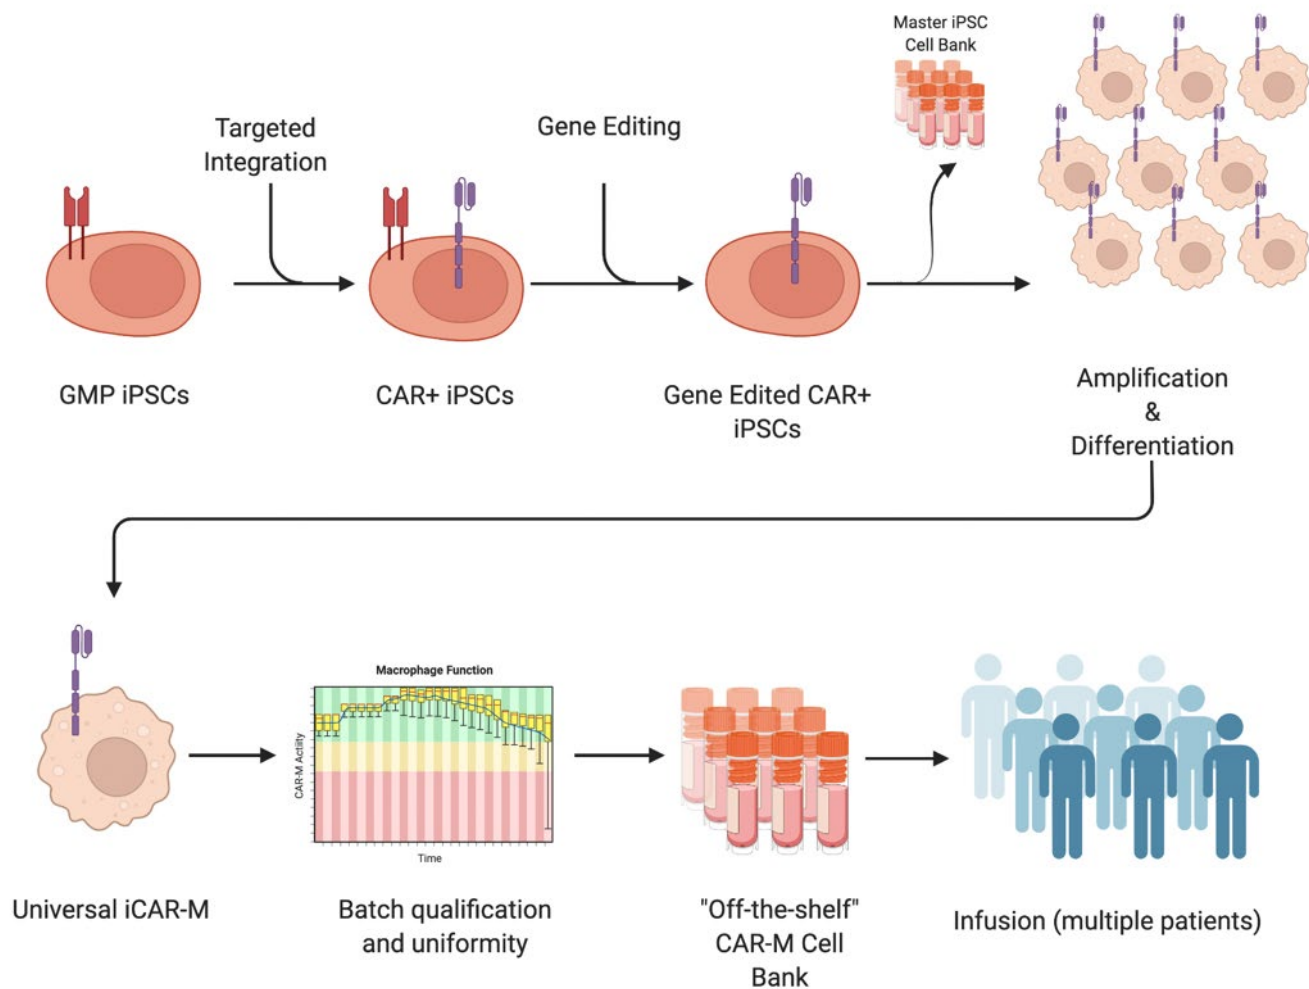 Master iPSC
Cell Bank
Targeted
Integration
Gene Editing
GMP iPSCs
CAR+ iPSCs
Gene Edited CAR+
iPSCs
Amplification
&
Differentiation
Macrophage Function
CAR-M Actiity
Time
Universal iCAR-M
Batch qualification
and uniformity
"Off-the-shelf"
CAR-M Cell
Bank
Infusion (multiple patients)